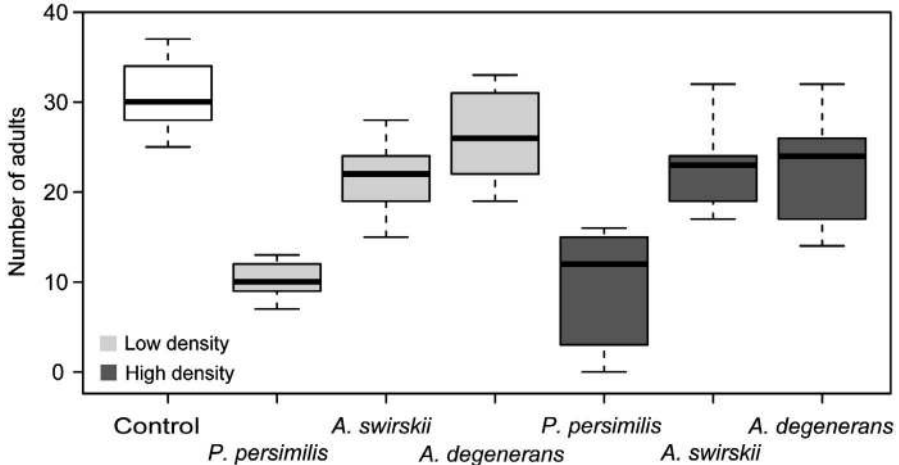 40
30
20
10
0
Number of adults
Low density
High density
Control
P. persimilis
A. swirskii
A. degenerans
P. persimilis
A. swirskii
A. degenerans